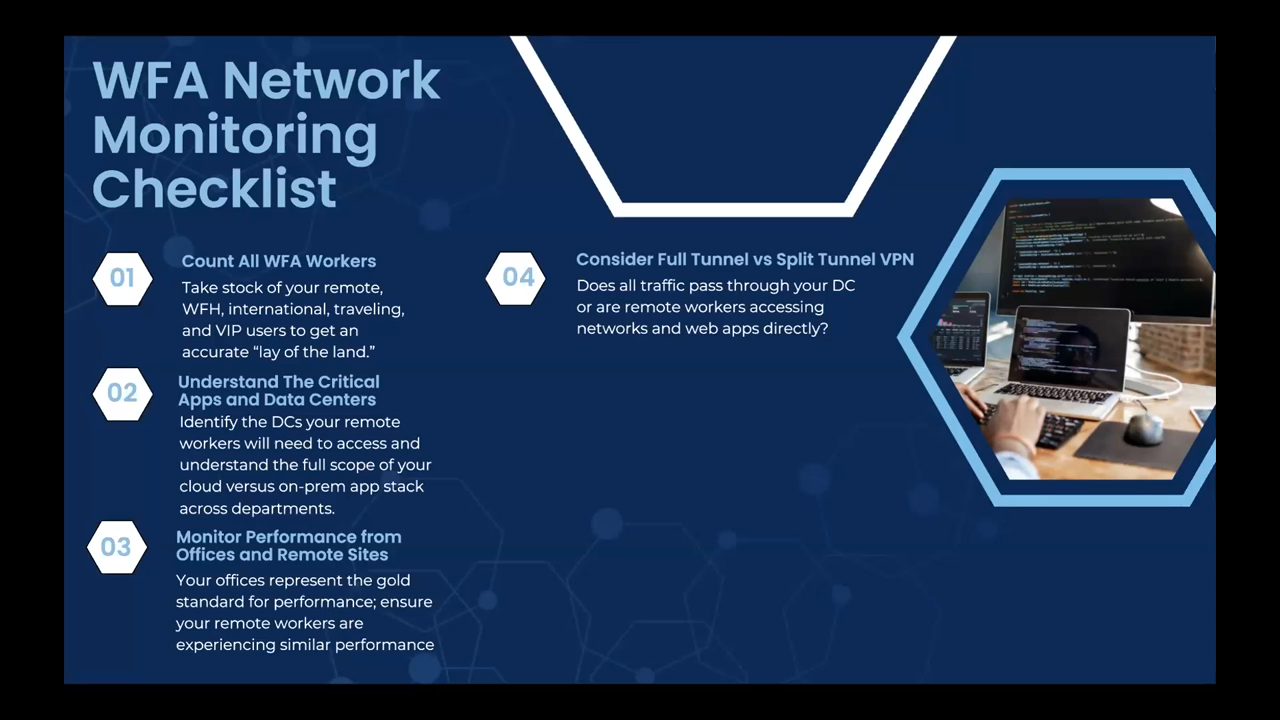 WFA Network
Monitoring
Checklist
01
Count All WFA Workers
Take stock of your remote,
WFH, international, traveling,
and VIP users to get an
accurate “lay of the land.”
02
Understand The Critical
Apps and Data Centers
Identify the DCs your remote
workers will need to access and
understand the full scope of your
cloud versus on-prem app stack
across departments.
03
Monitor Performance from
Offices and Remote Sites
Your offices represent the gold
standard for performance; ensure
your remote workers are
experiencing similar performance
04
Consider Full Tunnel vs Split Tunnel VPN
Does all traffic pass through your DC
or are remote workers accessing
networks and web apps directly?